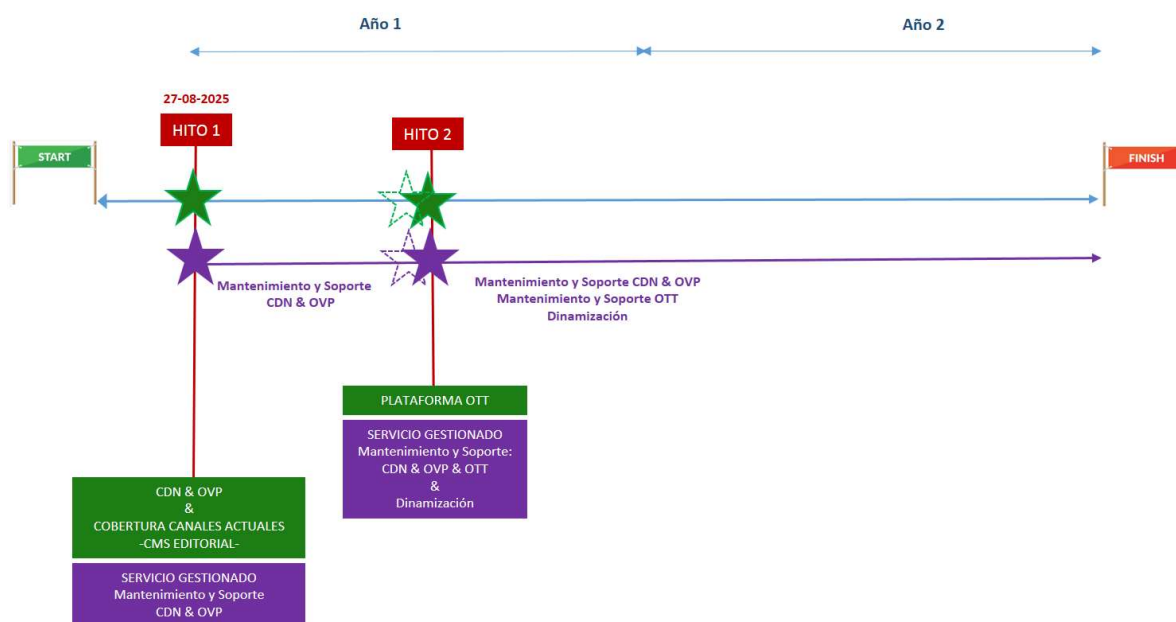 Año 1
Año 2
27-08-2025
HITO 1
HITO 2
START
FINISH
Mantenimiento y Soporte
CDN & OVP
Mantenimiento y Soporte CDN & OVP
Mantenimiento y Soporte OTT
Dinamización
PLATAFORMA OTT
SERVICIO GESTIONADO
Mantenimiento y Soporte:
CDN & OVP & OTT
&
Dinamización
CDN & OVP
&
COBERTURA CANALES ACTUALES
-CMS EDITORIAL-
SERVICIO GESTIONADO
Mantenimiento y Soporte
CDN & OVP